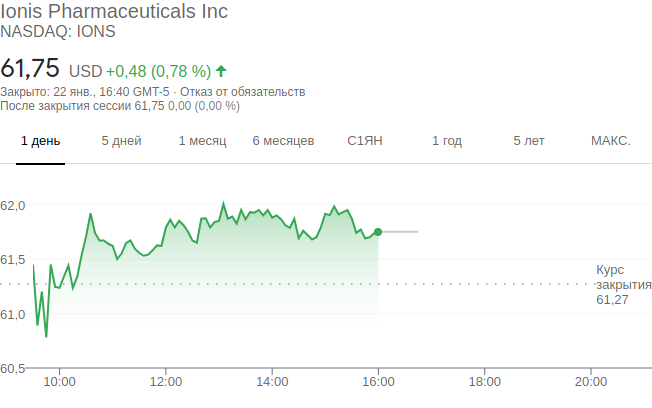 Ionis Pharmaceuticals Inc
NASDAQ: IONS
61,75 USD +0,48 (0,78 %)
Закрыто: 22 янв., 16:40 GMT-5 · Отказ от обязательств
После закрытия сессии 61,75 0,00 (0,00 %)
1 день 5 дней 1 месяц 6 месяцев С1ЯН 1 год 5 лет МАКС.
62,0
61,5
Курс
закрытия
61,27
61,0
60,5
10:00 12:00 14:00 16:00 18:00 20:00